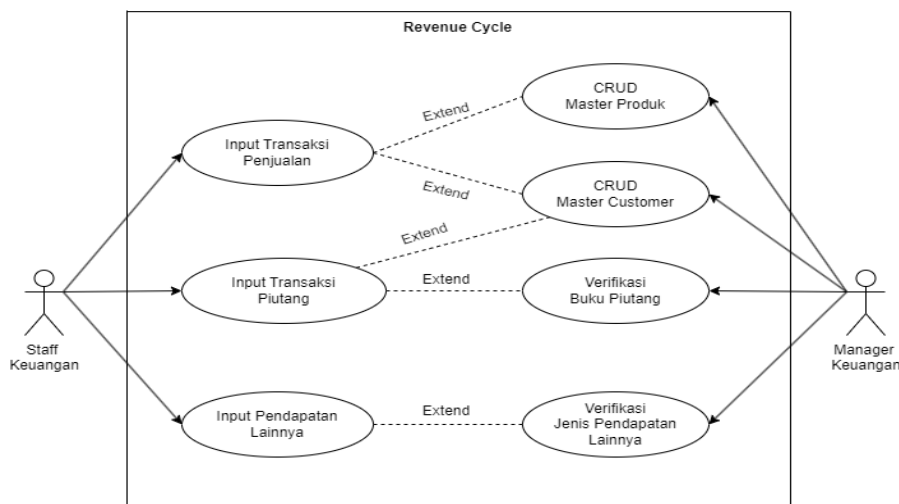 Revenue Cycle
CRUD
Master Produk
Extend
Input Transaksi
Penjualan
Extend
CRUD
Master Customer
Extend
Input Transaksi
Piutang
Extend
Verifikasi
Buku Piutang
Staff
Keuangan
Manager
Keuangan
Input Pendapatan
Lainnya
Extend
Verifikasi
Jenis Pendapatan
Lainnya